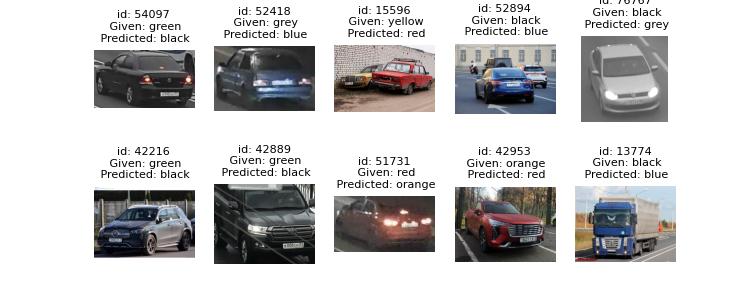 id: 54097
Given: green
Predicted: black
id: 52418
Given: grey
Predicted: blue
id: 15596
Given: yellow
Predicted: red
id: 52894
Given: black
Predicted: blue
id: 76767
Given: black
Predicted: grey
id: 42216
Given: green
Predicted: black
id: 42889
Given: green
Predicted: black
id: 51731
Given: red
Predicted: orange
id: 42953
Given: orange
Predicted: red
id: 13774
Given: black
Predicted: blue